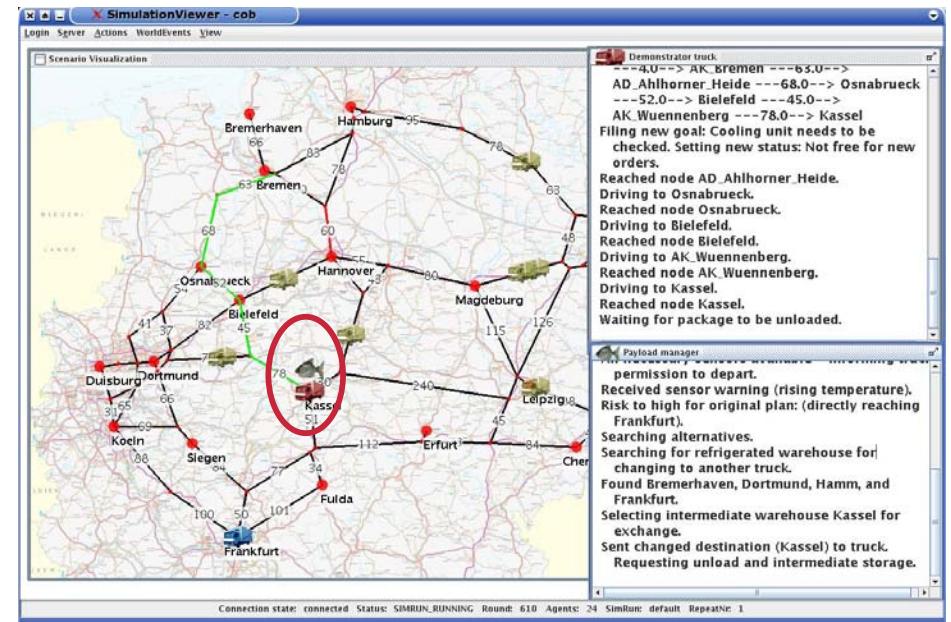 SimulationViewer - cob
Login Server Actions WorldEvents View
Scenario Visualization
Bremerhaven
Hamburg
95
66
83
78
78
63
Bremen
63
60
68
48
Osnabrueck
52
54
Hannover
55
43
80
Magdeburg
Bielefeld
82
45
41
37
115
126
Duisburg
Dortmund
78
Kassel
240
Leipzig
65
66
31
69
51
45
Koeln
Siegen
112
Erfurt
84
Cher
88
84
77
34
Fulda
100
50
101
Frankfurt
Demonstrator truck
---4.0--> AK_Bremen ---63.0-->
AD_Ahlhorner_Heide ---68.0--> Osnabrueck
---52.0--> Bielefeld ---45.0-->
AK_Wuennenberg ---78.0--> Kassel
Filing new goal: Cooling unit needs to be
checked. Setting new status: Not free for new
orders.
Reached node AD_Ahlhorner_Heide.
Driving to Osnabrueck.
Reached node Osnabrueck.
Driving to Bielefeld.
Reached node Bielefeld.
Driving to AK_Wuennenberg.
Reached node AK_Wuennenberg.
Driving to Kassel.
Reached node Kassel.
Waiting for package to be unloaded.
Payload manager
permission to depart.
Received sensor warning (rising temperature).
Risk to high for original plan: (directly reaching
Frankfurt).
Searching alternatives.
Searching for refrigerated warehouse for
changing to another truck.
Found Bremerhaven, Dortmund, Hamm, and
Frankfurt.
Selecting intermediate warehouse Kassel for
exchange.
Sent changed destination (Kassel) to truck.
Requesting unload and intermediate storage.
Connection state: connected Status: SIMRUN_RUNNING Round: 610 Agents: 24 SimRun: default RepeatNr: 1